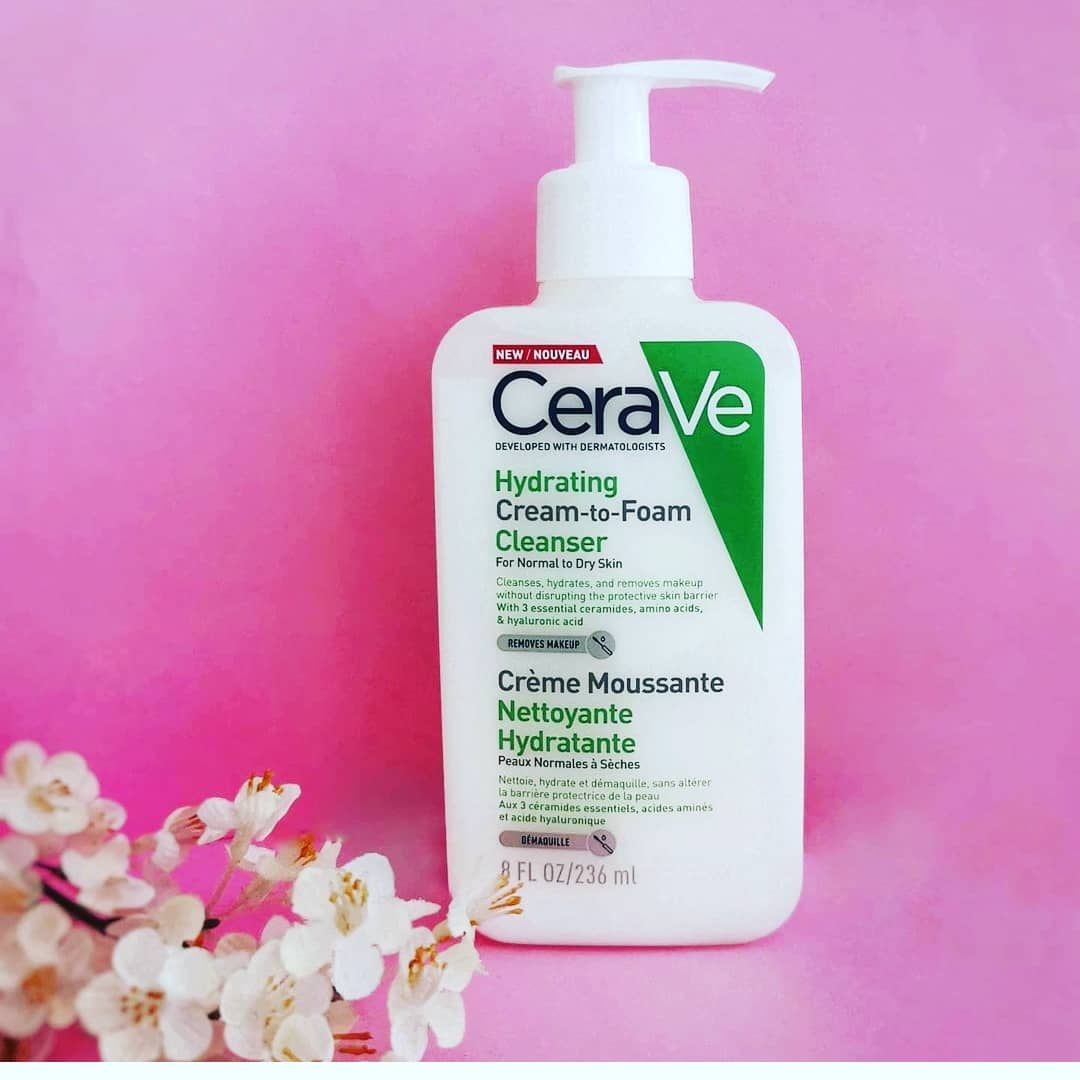 NEW / NOUVEAU
CeraVe
DEVELOPED WITH DERMATOLOGISTS
Hydrating
Cream-to-Foam
Cleanser
For Normal to Dry Skin
Cleanses, hydrates, and removes makeup
without disrupting the protective skin barrier
With 3 essential ceramides, amino acids,
& hyaluronic acid
REMOVES MAKEUP
Crème Moussante
Nettoyante
Hydratante
Peaux Normales à Sèches
Nettoie, hydrate et démaquille, sans altérer
la barrière protectrice de la peau
Aux 3 céramides essentiels, acides aminés
et acide hyaluronique
DÉMAQUILLE
8 FL OZ/236 ml